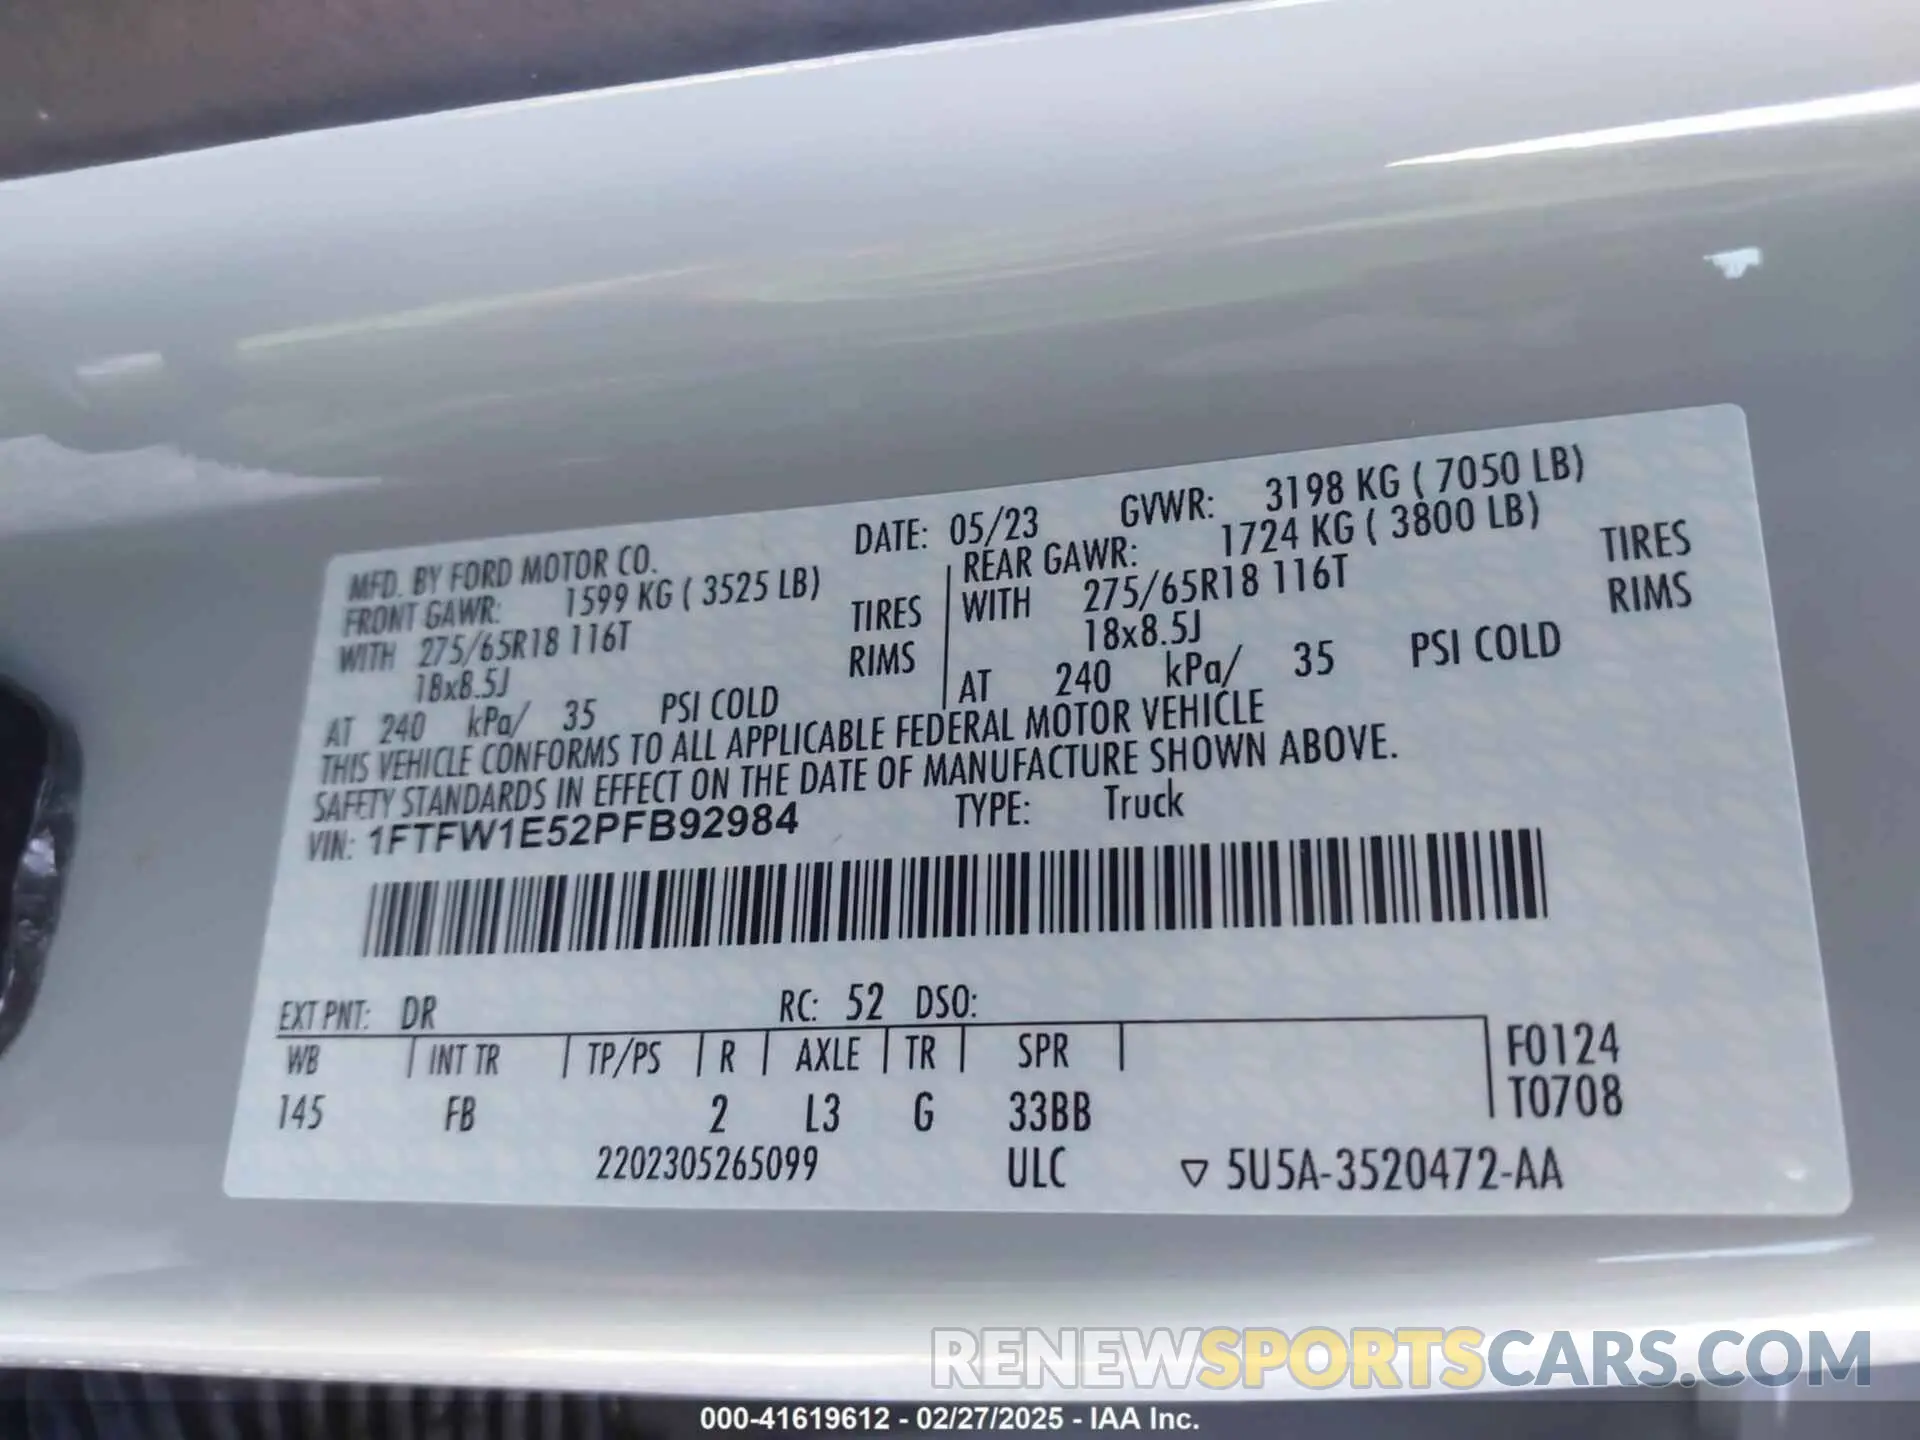 MFD. BY FORD MOTOR CO. DATE: 05/23 GVWR: 3198 KG ( 7050 LB)
FRONT GAWR: 1599 KG ( 3525 LB) REAR GAWR: 1724 KG ( 3800 LB)
WITH 275/65R18 116T TIRES WITH 275/65R18 116T TIRES
18x8.5J RIMS 18x8.5J RIMS
AT 240 kPa/ 35 PSI COLD AT 240 kPa/ 35 PSI COLD
THIS VEHICLE CONFORMS TO ALL APPLICABLE FEDERAL MOTOR VEHICLE
SAFETY STANDARDS IN EFFECT ON THE DATE OF MANUFACTURE SHOWN ABOVE.
VIN: 1FTFW1E52PFB92984 TYPE: Truck
EXT PNT: DR RC: 52 DSO:
WB INT TR TP/PS R AXLE TR SPR F0124
145 FB 2 L3 G 33BB T0708
2202305265099 ULC ▽ 5U5A-3520472-AA
RENEWSPORTSCARS.COM
000-41619612 - 02/27/2025 - IAA Inc.